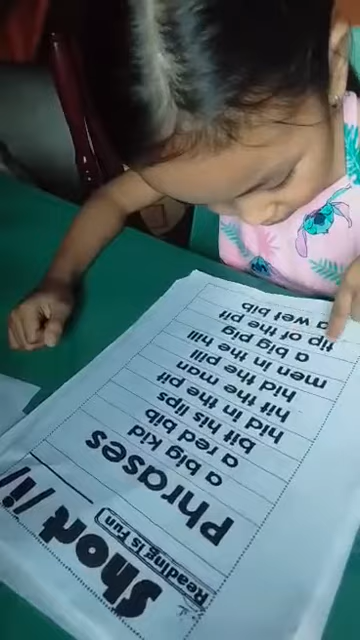 Reading is Fun
Short /i/
Phrases
a big kid
a red bib
bit his lips
hid in the pit
hit the man
hid the pill
men in the hill
a big pig
tip of the pit
a wet bib